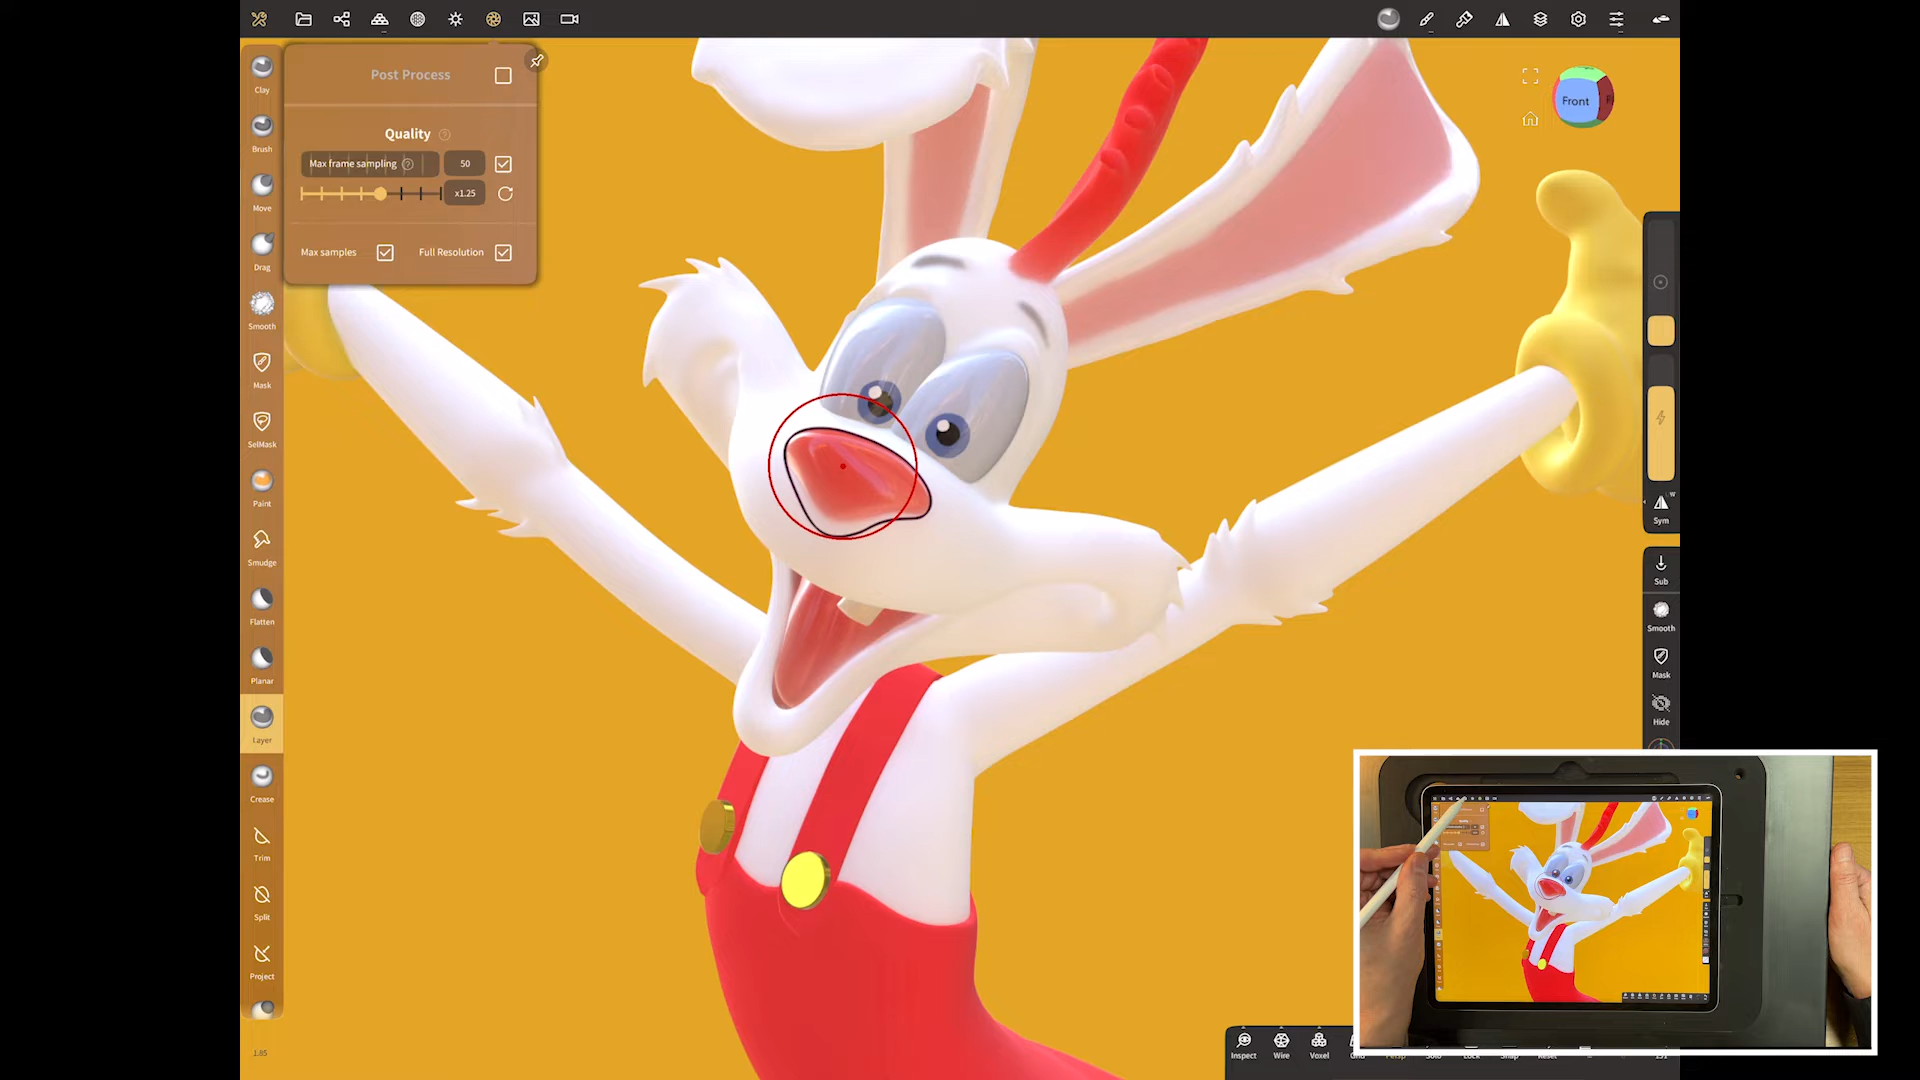 Post Process
Quality
Max frame sampling
50
x1.25
Max samples
Full Resolution
Clay
Brush
Move
Drag
Smooth
Mask
SelMask
Paint
Smudge
Flatten
Planar
Layer
Crease
Trim
Split
Project
1.85
Front
Sym
Sub
Smooth
Mask
Hide
Inspect
Wire
Voxel